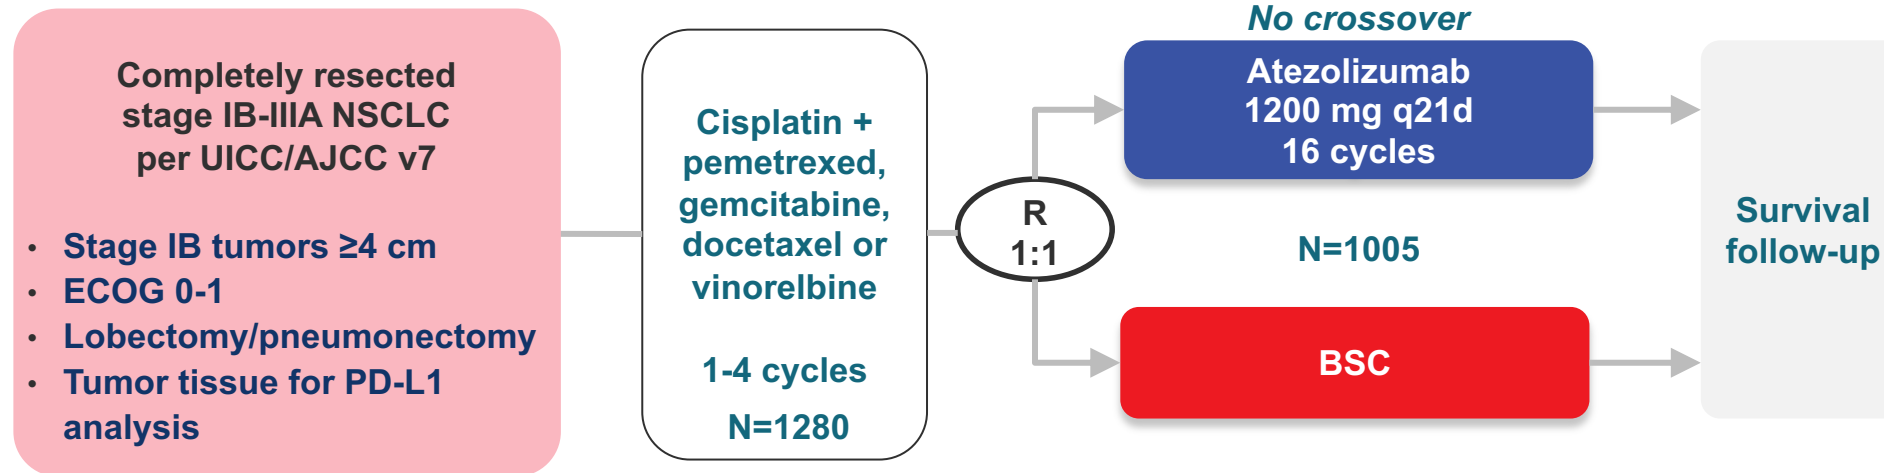 Completely resected
stage IB-IIIA NSCLC
per UICC/AJCC v7
• Stage IB tumors ≥4 cm
• ECOG 0-1
• Lobectomy/pneumonectomy
• Tumor tissue for PD-L1
analysis
Cisplatin +
pemetrexed,
gemcitabine,
docetaxel or
vinorelbine
1-4 cycles
N=1280
R
1:1
No crossover
Atezolizumab
1200 mg q21d
16 cycles
N=1005
BSC
Survival
follow-up